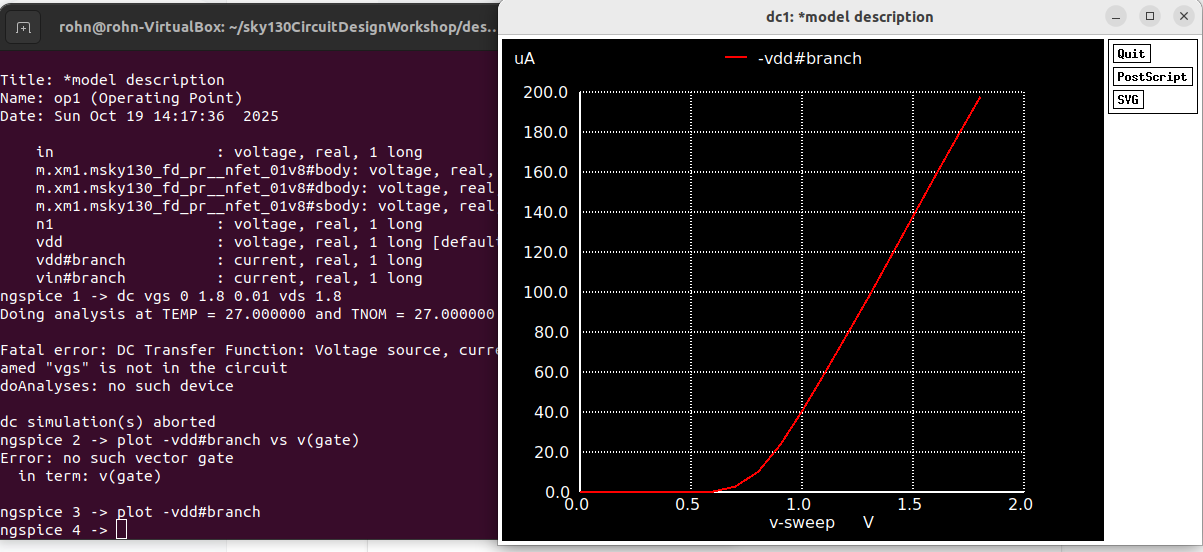 rohn@rohn-VirtualBox: ~/sky130CircuitDesignWorkshop/des...
Title: *model description
Name: op1 (Operating Point)
Date: Sun Oct 19 14:17:36  2025
in                  : voltage, real, 1 long
m.xm1.msky130_fd_pr__nfet_01v8#body: voltage, real,
m.xm1.msky130_fd_pr__nfet_01v8#dbody: voltage, real
m.xm1.msky130_fd_pr__nfet_01v8#sbody: voltage, real
n1                  : voltage, real, 1 long
vdd                 : voltage, real, 1 long [defaul
vdd#branch          : current, real, 1 long
vin#branch          : current, real, 1 long
ngspice 1 -> dc vgs 0 1.8 0.01 vds 1.8
Doing analysis at TEMP = 27.000000 and TNOM = 27.000000
Fatal error: DC Transfer Function: Voltage source, curre
amed "vgs" is not in the circuit
doAnalyses: no such device
dc simulation(s) aborted
ngspice 2 -> plot -vdd#branch vs v(gate)
Error: no such vector gate
in term: v(gate)
ngspice 3 -> plot -vdd#branch
ngspice 4 ->
dc1: *model description
uA
-vdd#branch
200.0
180.0
160.0
140.0
120.0
100.0
80.0
60.0
40.0
20.0
0.0
0.0 0.5 1.0 1.5 2.0
v-sweep V
Quit
PostScript
SVG